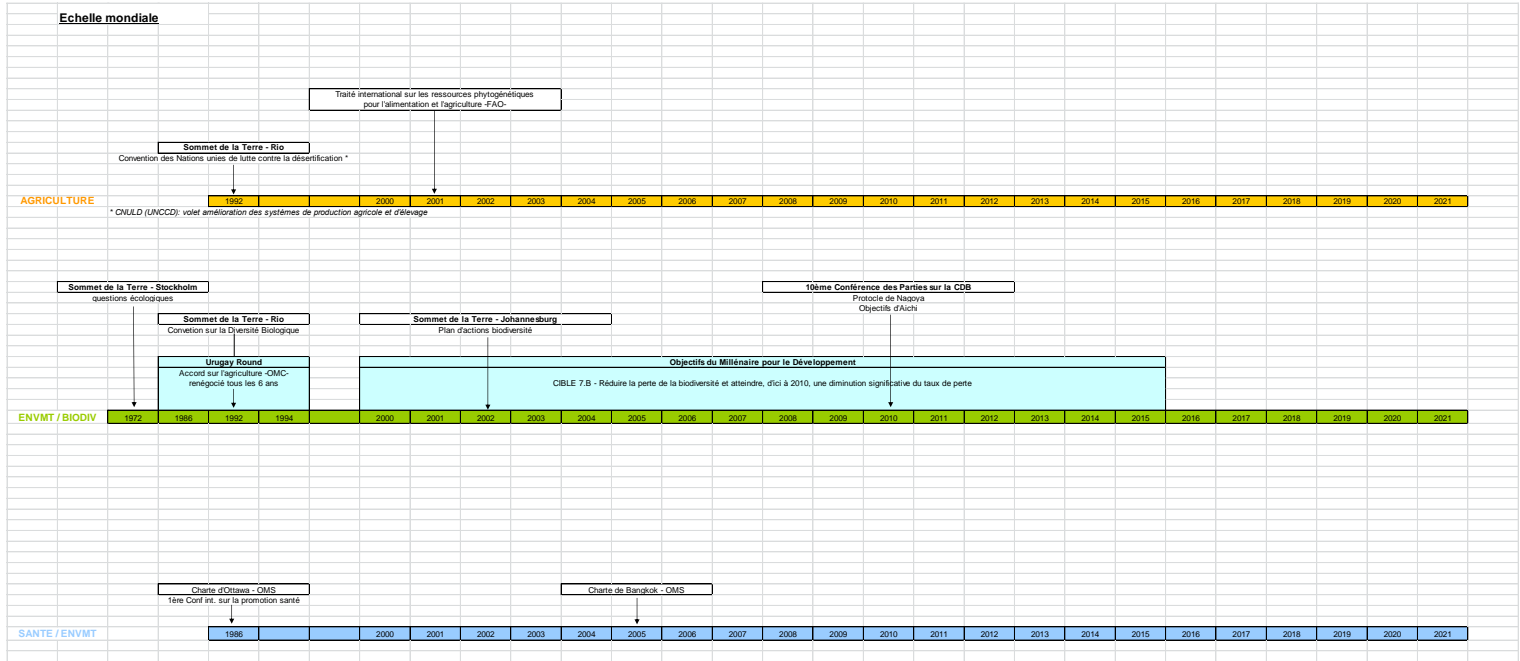 Echelle mondiale
Traité international sur les ressources phytogénétiques
pour l'alimentation et l'agriculture -FAO-
Sommet de la Terre - Rio
Convention des Nations unies de lutte contre la désertification *
AGRICULTURE 1992 2000 2001 2002 2003 2004 2005 2006 2007 2008 2009 2010 2011 2012 2013 2014 2015 2016 2017 2018 2019 2020 2021
* CNULD (UNCCD): volet amélioration des systèmes de production agricole et d'élevage
Sommet de la Terre - Stockholm
questions écologiques
10ème Conférence des Parties sur la CDB
Protocle de Nagoya
Objectifs d'Aichi
Sommet de la Terre - Rio
Convetion sur la Diversité Biologique
Sommet de la Terre - Johannesburg
Plan d'actions biodiversité
Urugay Round
Accord sur l'agriculture -OMC-
renégocié tous les 6 ans
Objectifs du Millénaire pour le Développement
CIBLE 7.B - Réduire la perte de la biodiversité et atteindre, d'ici à 2010, une diminution significative du taux de perte
ENVMT / BIODIV 1972 1986 1992 1994 2000 2001 2002 2003 2004 2005 2006 2007 2008 2009 2010 2011 2012 2013 2014 2015 2016 2017 2018 2019 2020 2021
Charte d'Ottawa - OMS
1ère Conf int. sur la promotion santé
Charte de Bangkok - OMS
SANTE / ENVMT 1986 2000 2001 2002 2003 2004 2005 2006 2007 2008 2009 2010 2011 2012 2013 2014 2015 2016 2017 2018 2019 2020 2021